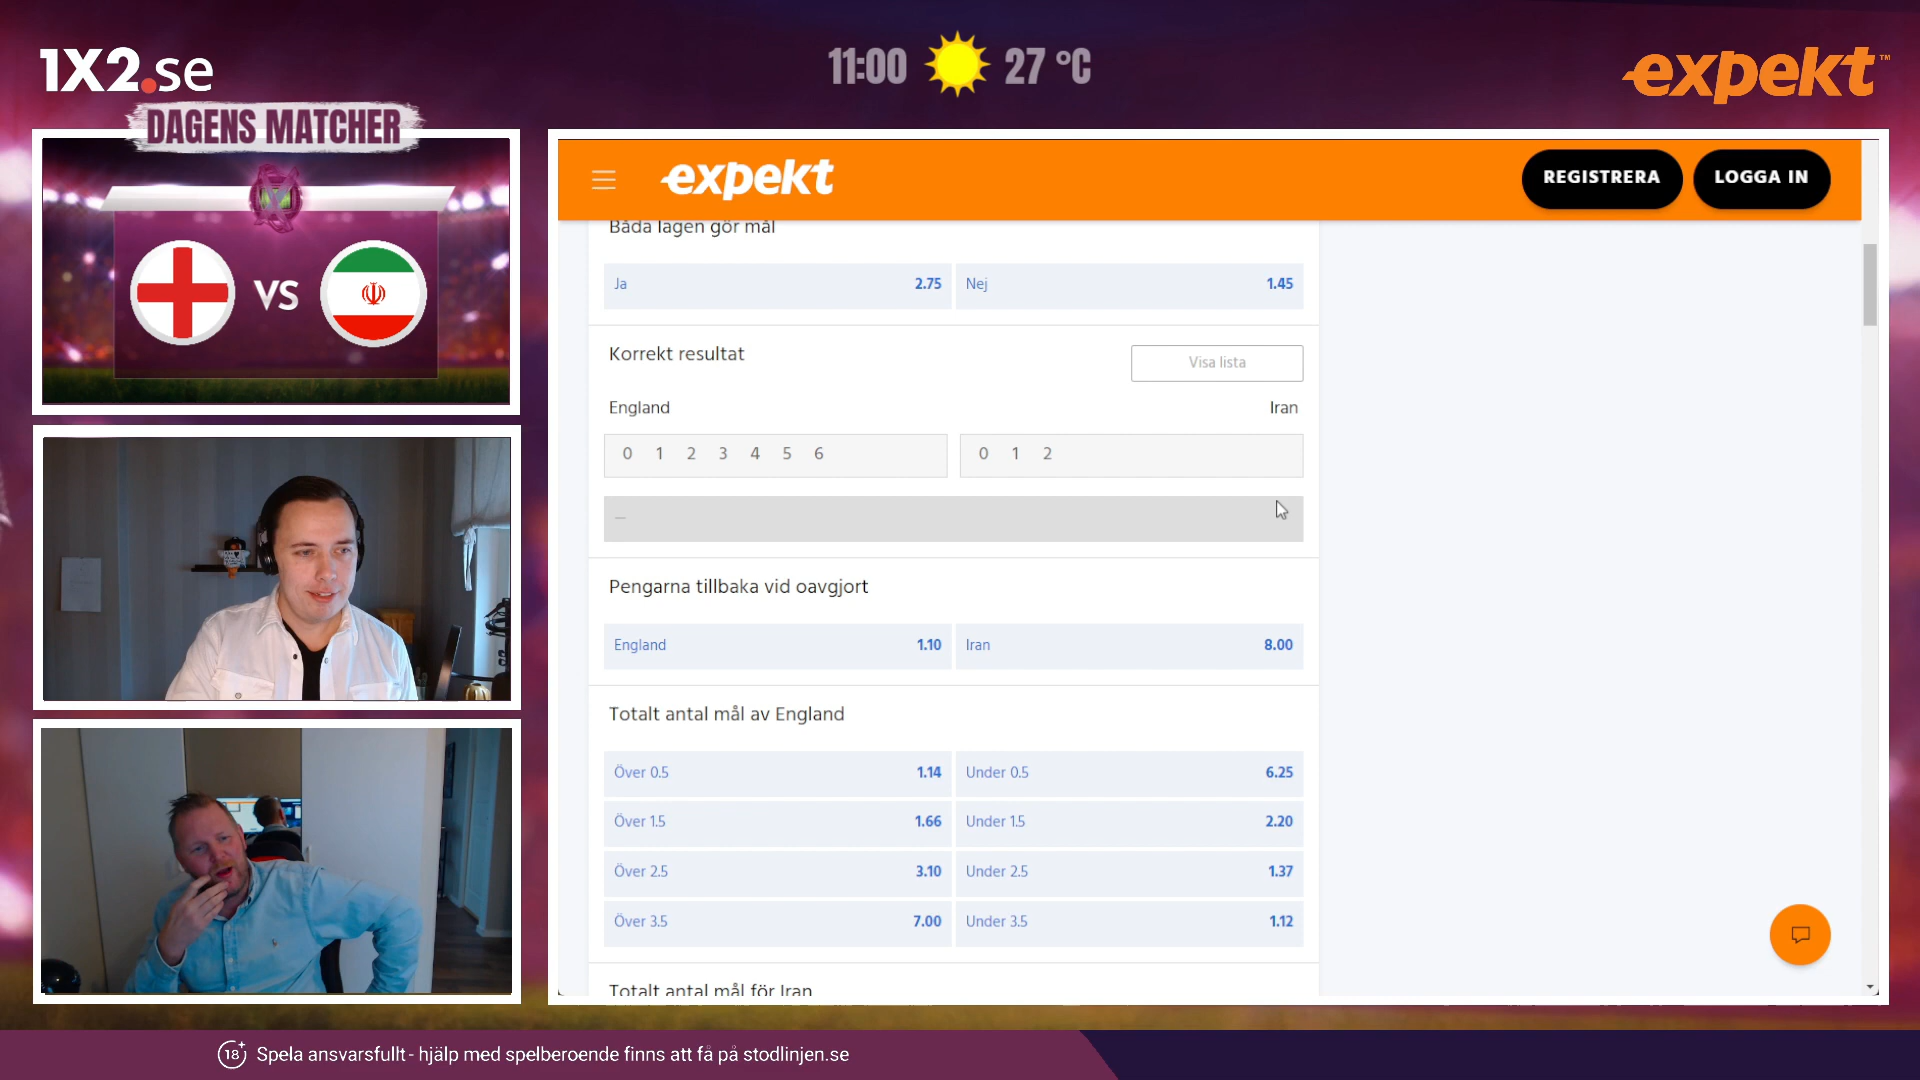 1X2.se
11:00 27 °C
expekt™
DAGENS MATCHER
VS
expekt
REGISTRERA
LOGGA IN
Båda lagen gör mål
Ja 2.75 Nej 1.45
Korrekt resultat
Visa lista
England Iran
0 1 2 3 4 5 6 0 1 2
—
Pengarna tillbaka vid oavgjort
England 1.10 Iran 8.00
Totalt antal mål av England
Över 0.5 1.14 Under 0.5 6.25
Över 1.5 1.66 Under 1.5 2.20
Över 2.5 3.10 Under 2.5 1.37
Över 3.5 7.00 Under 3.5 1.12
Totalt antal mål för Iran
18+ Spela ansvarsfullt - hjälp med spelberoende finns att få på stodlinjen.se